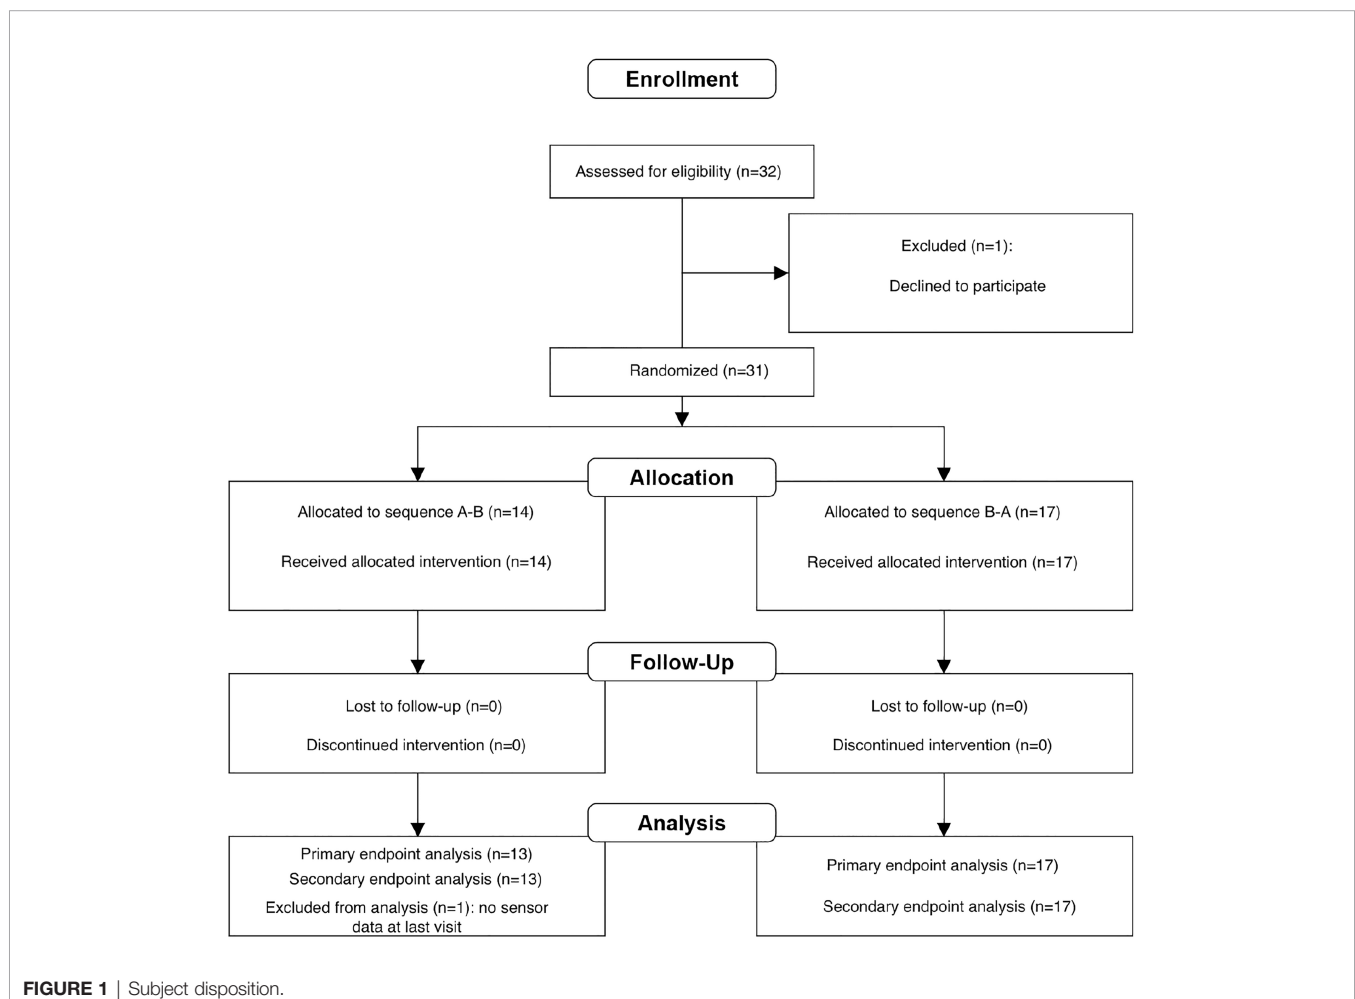 Enrollment
Assessed for eligibility (n=32)
Excluded (n=1):
Declined to participate
Randomized (n=31)
Allocation
Allocated to sequence A-B (n=14)
Received allocated intervention (n=14)
Allocated to sequence B-A (n=17)
Received allocated intervention (n=17)
Follow-Up
Lost to follow-up (n=0)
Discontinued intervention (n=0)
Lost to follow-up (n=0)
Discontinued intervention (n=0)
Analysis
Primary endpoint analysis (n=13)
Secondary endpoint analysis (n=13)
Excluded from analysis (n=1): no sensor
data at last visit
Primary endpoint analysis (n=17)
Secondary endpoint analysis (n=17)
FIGURE 1 | Subject disposition.